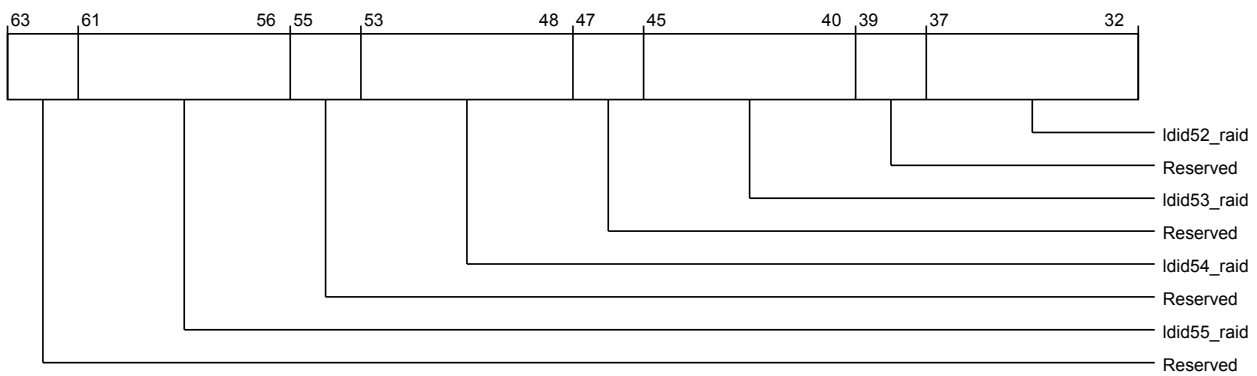 63 61 56 55 53 48 47 45 40 39 37 32
ldid52_raid
Reserved
ldid53_raid
Reserved
ldid54_raid
Reserved
ldid55_raid
Reserved